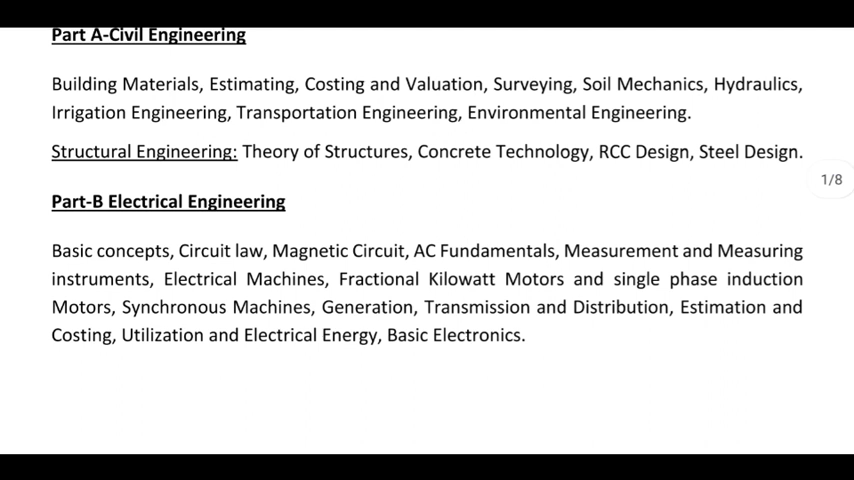 Part A-Civil Engineering
Building Materials, Estimating, Costing and Valuation, Surveying, Soil Mechanics, Hydraulics,
Irrigation Engineering, Transportation Engineering, Environmental Engineering.
Structural Engineering: Theory of Structures, Concrete Technology, RCC Design, Steel Design.
1/8
Part-B Electrical Engineering
Basic concepts, Circuit law, Magnetic Circuit, AC Fundamentals, Measurement and Measuring
instruments, Electrical Machines, Fractional Kilowatt Motors and single phase induction
Motors, Synchronous Machines, Generation, Transmission and Distribution, Estimation and
Costing, Utilization and Electrical Energy, Basic Electronics.